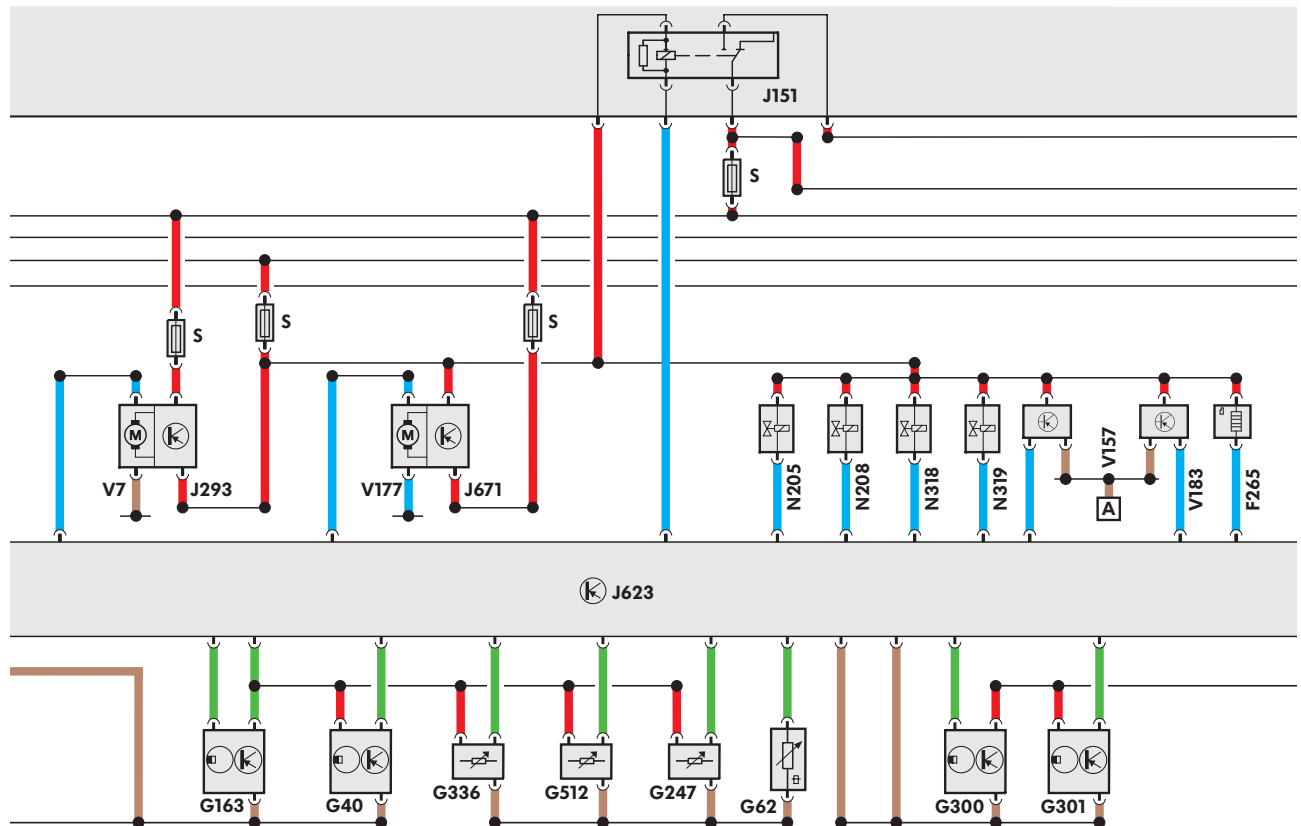 J151
S
S
S
S
M
M
V7
J293
V177
J671
N205
N208
N318
N319
V157
A
V183
F265
J623
G163
G40
G336
G512
G247
G62
G300
G301